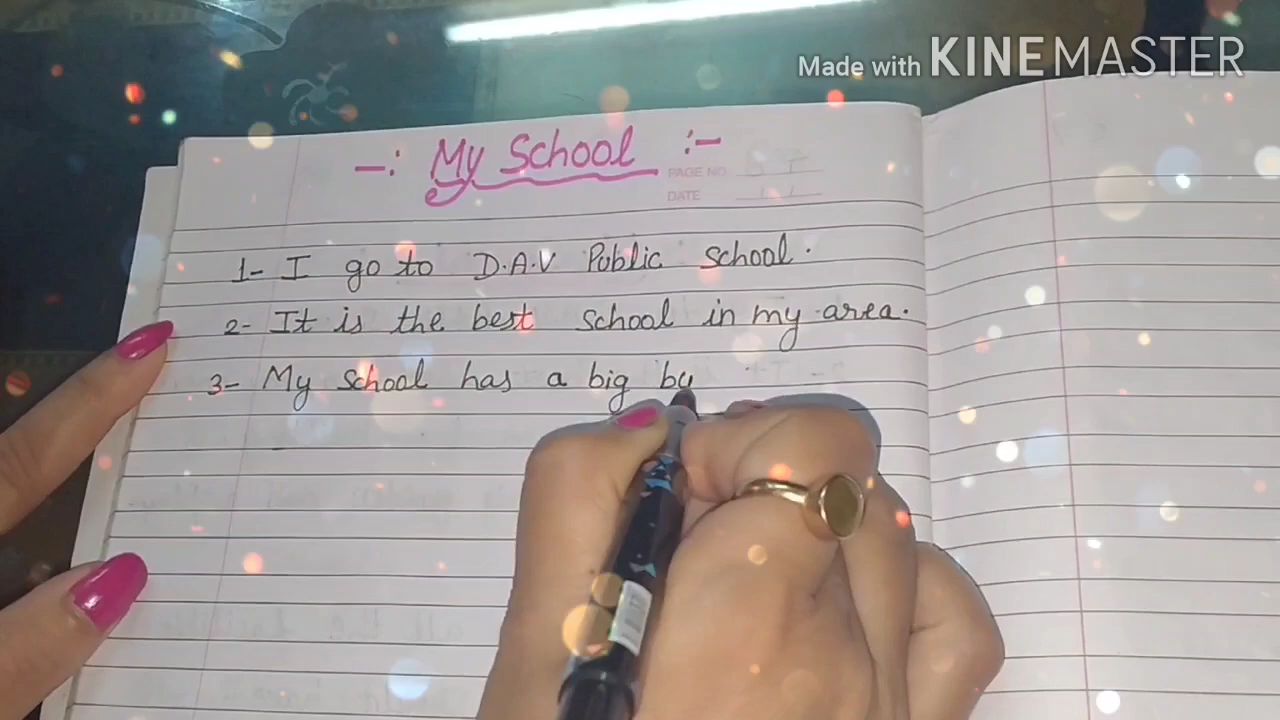 Made with KINEMASTER
-: My School :-
PAGE NO.
DATE
1- I go to D.A.V Public school.
2- It is the best school in my area.
3- My school has a big bu